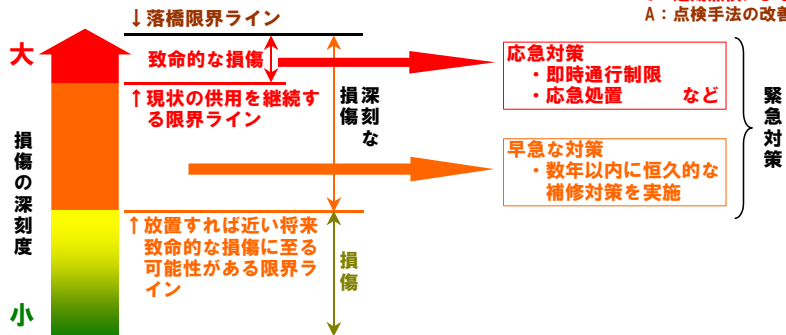 A：点検手法の改善
↓落橋限界ライン
大
致命的な損傷
↑現状の供用を継続す
る限界ライン
深刻な
損傷
応急対策
・即時通行制限
・応急処置　　など
緊急対策
損傷の深刻度
早急な対策
・数年以内に恒久的な
補修対策を実施
↑放置すれば近い将来
致命的な損傷に至る
可能性がある限界ラ
イン
損傷
小